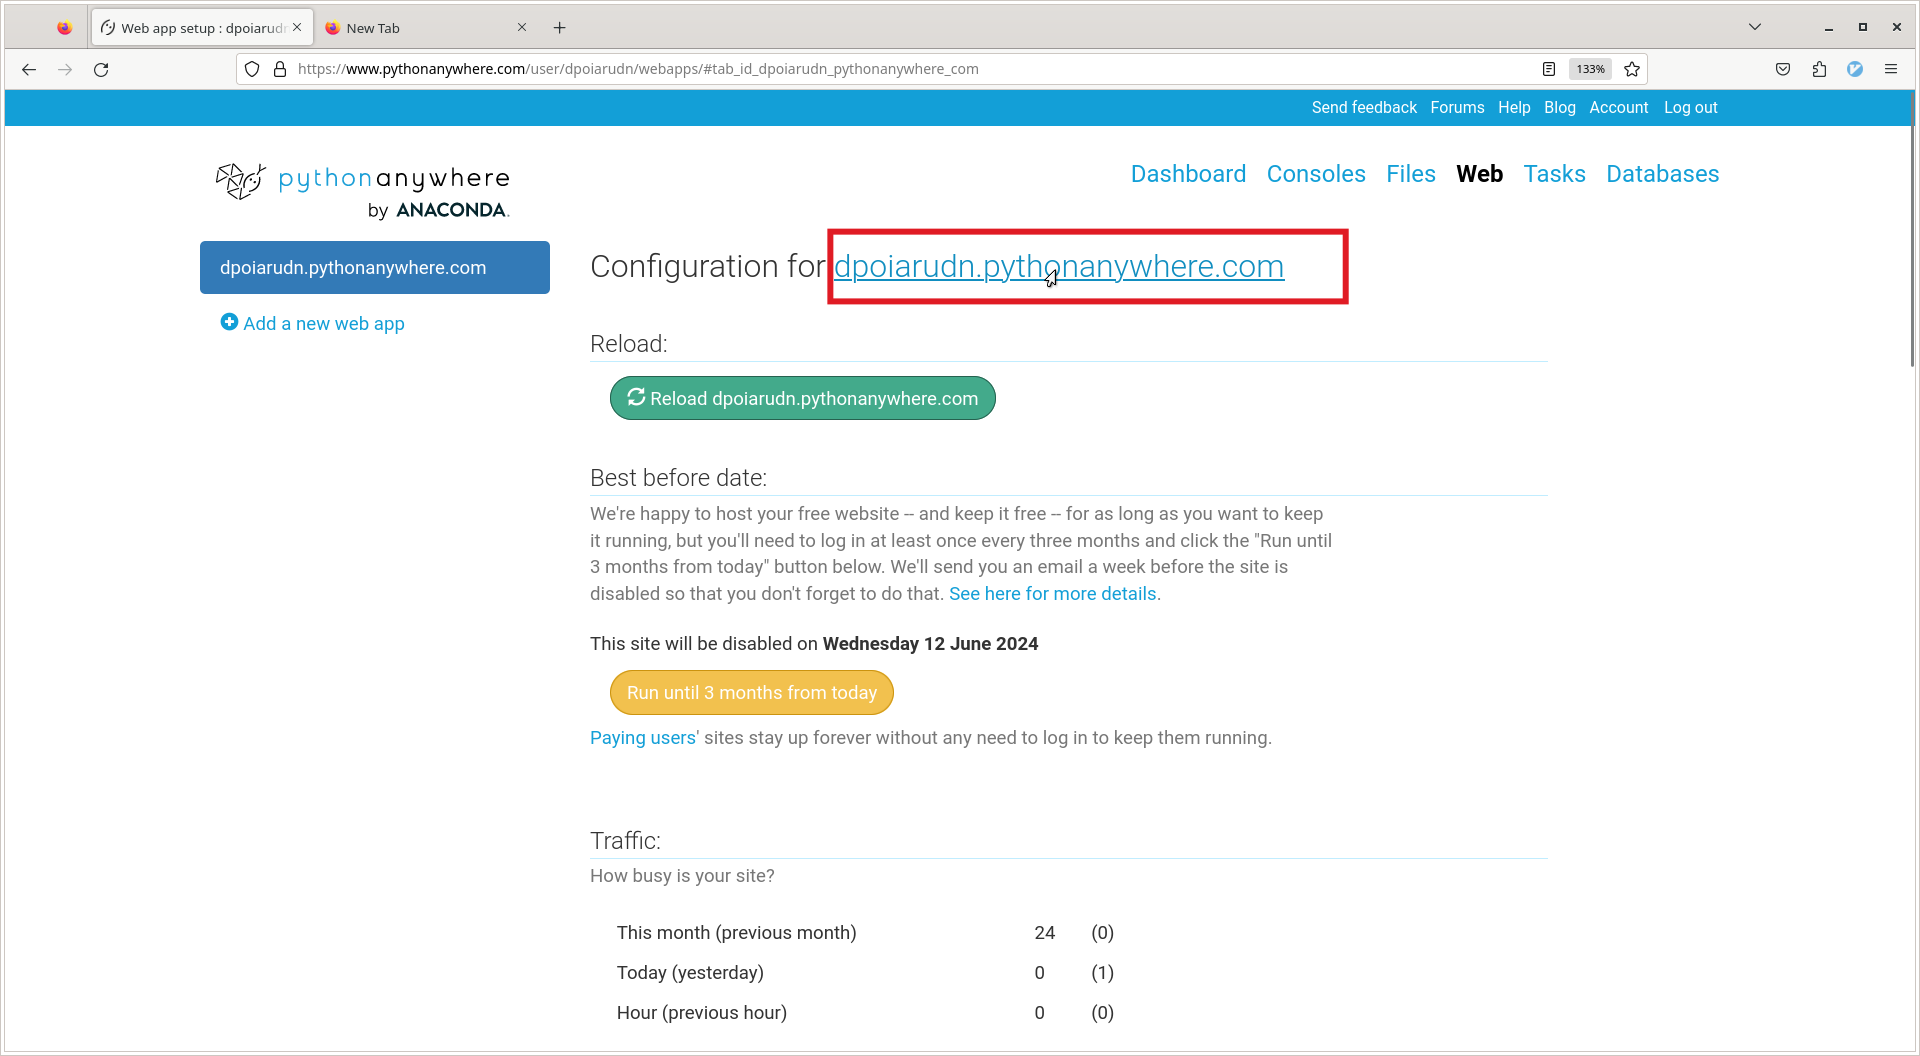 Web app setup : dpoiarudn
New Tab
https://www.pythonanywhere.com/user/dpoiarudn/webapps/#tab_id_dpoiarudn_pythonanywhere_com
133%
Send feedback Forums Help Blog Account Log out
pythonanywhere
by ANACONDA.
Dashboard Consoles Files Web Tasks Databases
dpoiarudn.pythonanywhere.com
Add a new web app
Configuration for dpoiarudn.pythonanywhere.com
Reload:
Reload dpoiarudn.pythonanywhere.com
Best before date:
We're happy to host your free website -- and keep it free -- for as long as you want to keep
it running, but you'll need to log in at least once every three months and click the "Run until
3 months from today" button below. We'll send you an email a week before the site is
disabled so that you don't forget to do that. See here for more details.
This site will be disabled on Wednesday 12 June 2024
Run until 3 months from today
Paying users' sites stay up forever without any need to log in to keep them running.
Traffic:
How busy is your site?
This month (previous month) 24 (0)
Today (yesterday) 0 (1)
Hour (previous hour) 0 (0)